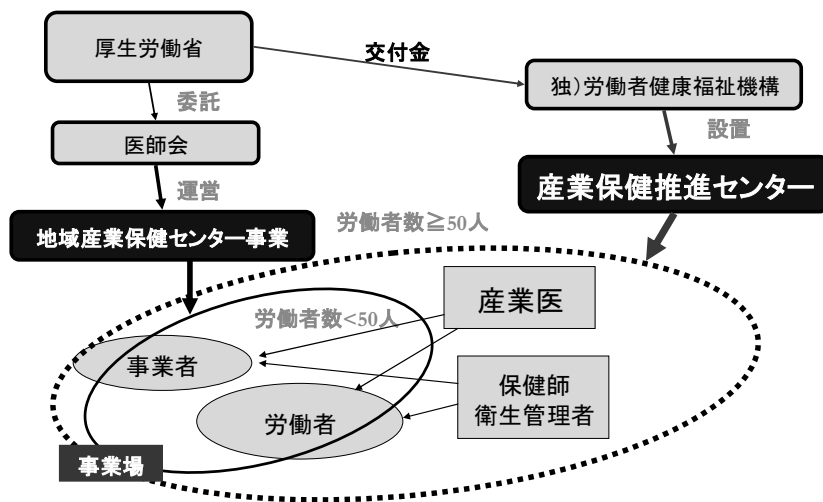 厚生労働省
交付金
独）労働者健康福祉機構
委託
設置
医師会
産業保健推進センター
運営
労働者数≧50人
地域産業保健センター事業
産業医
労働者数<50人
事業者
保健師
衛生管理者
労働者
事業場